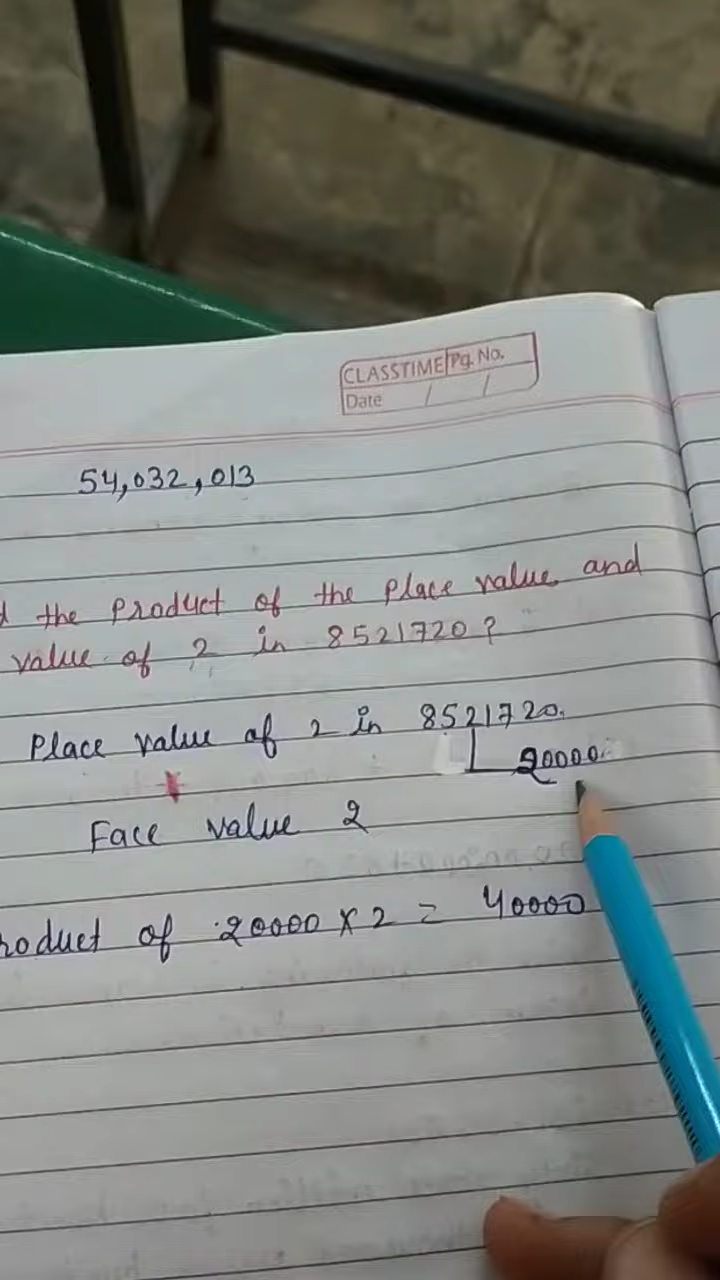 CLASSTIME Pg. No.
Date / /
54,032,013
the product of the place value and
value of 2 in 8521720?
Place value of 2 in 8521720.
20000
Face value 2
roduct of 20000 × 2 = 40000